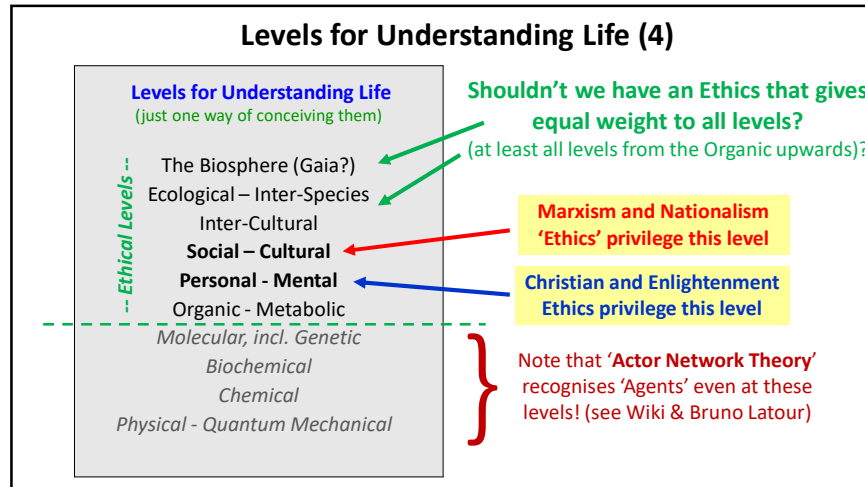 Levels for Understanding Life (4)
Levels for Understanding Life
(just one way of conceiving them)
-- Ethical Levels --
The Biosphere (Gaia?)
Ecological – Inter-Species
Inter-Cultural
Social – Cultural
Personal - Mental
Organic - Metabolic
Molecular, incl. Genetic
Biochemical
Chemical
Physical - Quantum Mechanical
Shouldn't we have an Ethics that gives
equal weight to all levels?
(at least all levels from the Organic upwards)?
Marxism and Nationalism
'Ethics' privilege this level
Christian and Enlightenment
Ethics privilege this level
Note that 'Actor Network Theory'
recognises 'Agents' even at these
levels! (see Wiki & Bruno Latour)